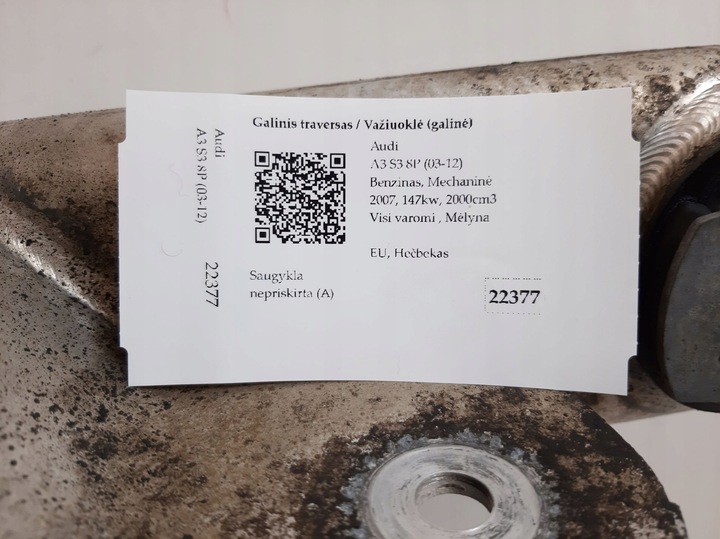 Galinis traversas / Važiuoklė (galinė)
Audi
A3 S3 8P (03-12)
Benzinas, Mechaninė
2007, 147kw, 2000cm3
Visi varomi , Mėlyna
EU, Hečbekas
Saugykla
nepriskirta (A)
22377
Audi
A3 S3 8P (03-12)
22377